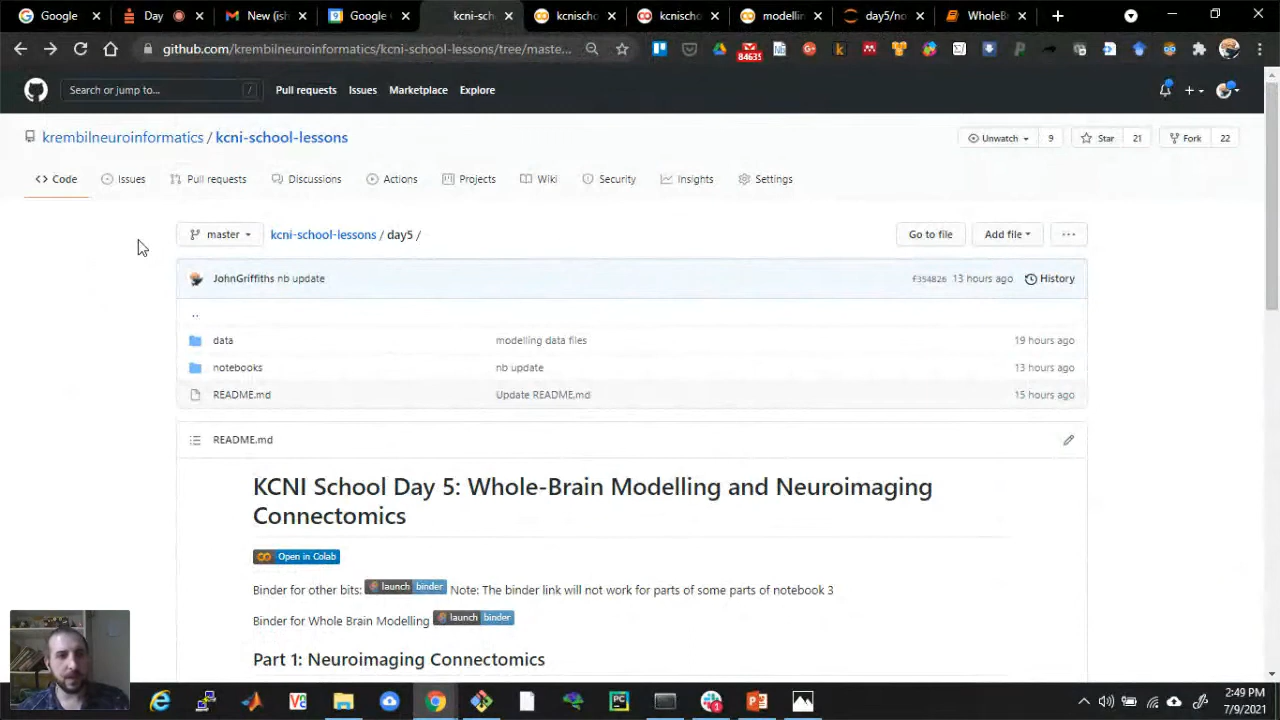 Google
Day
New (ish
Google
kcni-sch
kcnischo
kcnischo
modellin
day5/no
WholeB
github.com/krembilneuroinformatics/kcni-school-lessons/tree/maste...
84635
Search or jump to...
/
Pull requests
Issues
Marketplace
Explore
krembilneuroinformatics / kcni-school-lessons
Unwatch
9
Star
21
Fork
22
<> Code
Issues
Pull requests
Discussions
Actions
Projects
Wiki
Security
Insights
Settings
master
kcni-school-lessons / day5 /
Go to file
Add file
...
JohnGriffiths nb update
f354826 13 hours ago
History
..
data
modelling data files
19 hours ago
notebooks
nb update
13 hours ago
README.md
Update README.md
15 hours ago
README.md
KCNI School Day 5: Whole-Brain Modelling and Neuroimaging
Connectomics
Open in Colab
Binder for other bits: launch binder Note: The binder link will not work for parts of some parts of notebook 3
Binder for Whole Brain Modelling launch binder
Part 1: Neuroimaging Connectomics
2:49 PM
7/9/2021